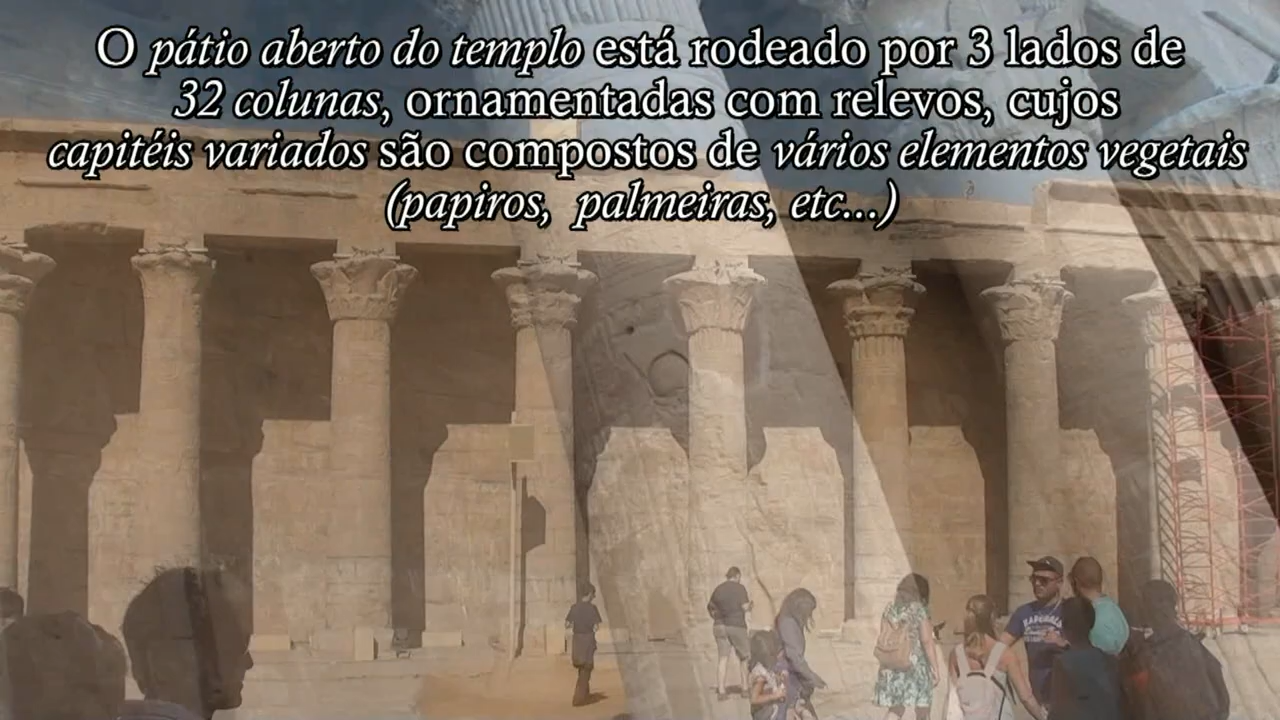 O pátio aberto do templo está rodeado por 3 lados de
32 colunas, ornamentadas com relevos, cujos
capitéis variados são compostos de vários elementos vegetais
(papiros, palmeiras, etc...)